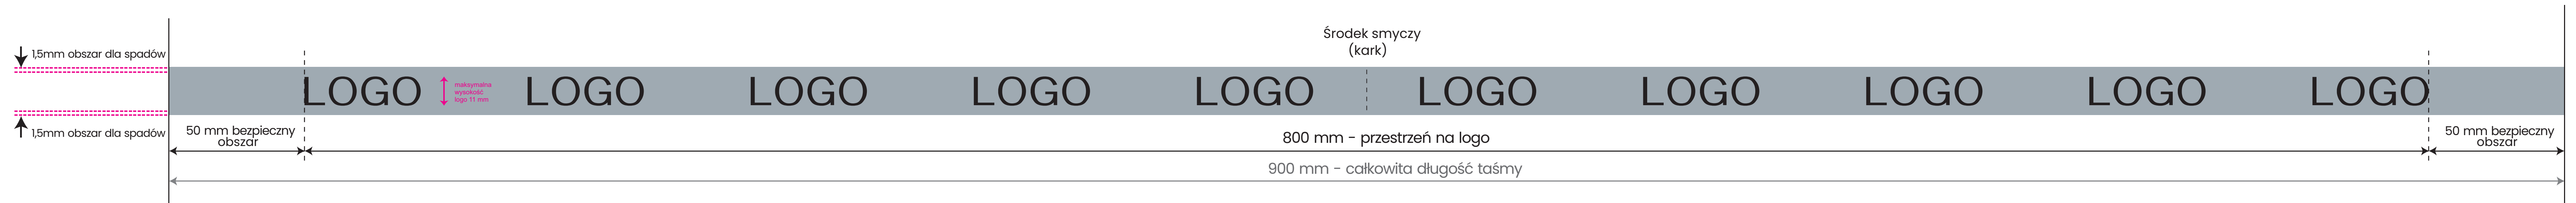 Środek smyczy
(kark)
1,5mm obszar dla spadów
LOGO LOGO LOGO LOGO LOGO LOGO LOGO LOGO LOGO LOGO
maksymalna
wysokość
logo 11 mm
1,5mm obszar dla spadów
50 mm bezpieczny
obszar
800 mm - przestrzeń na logo
50 mm bezpieczny
obszar
900 mm - całkowita długość taśmy